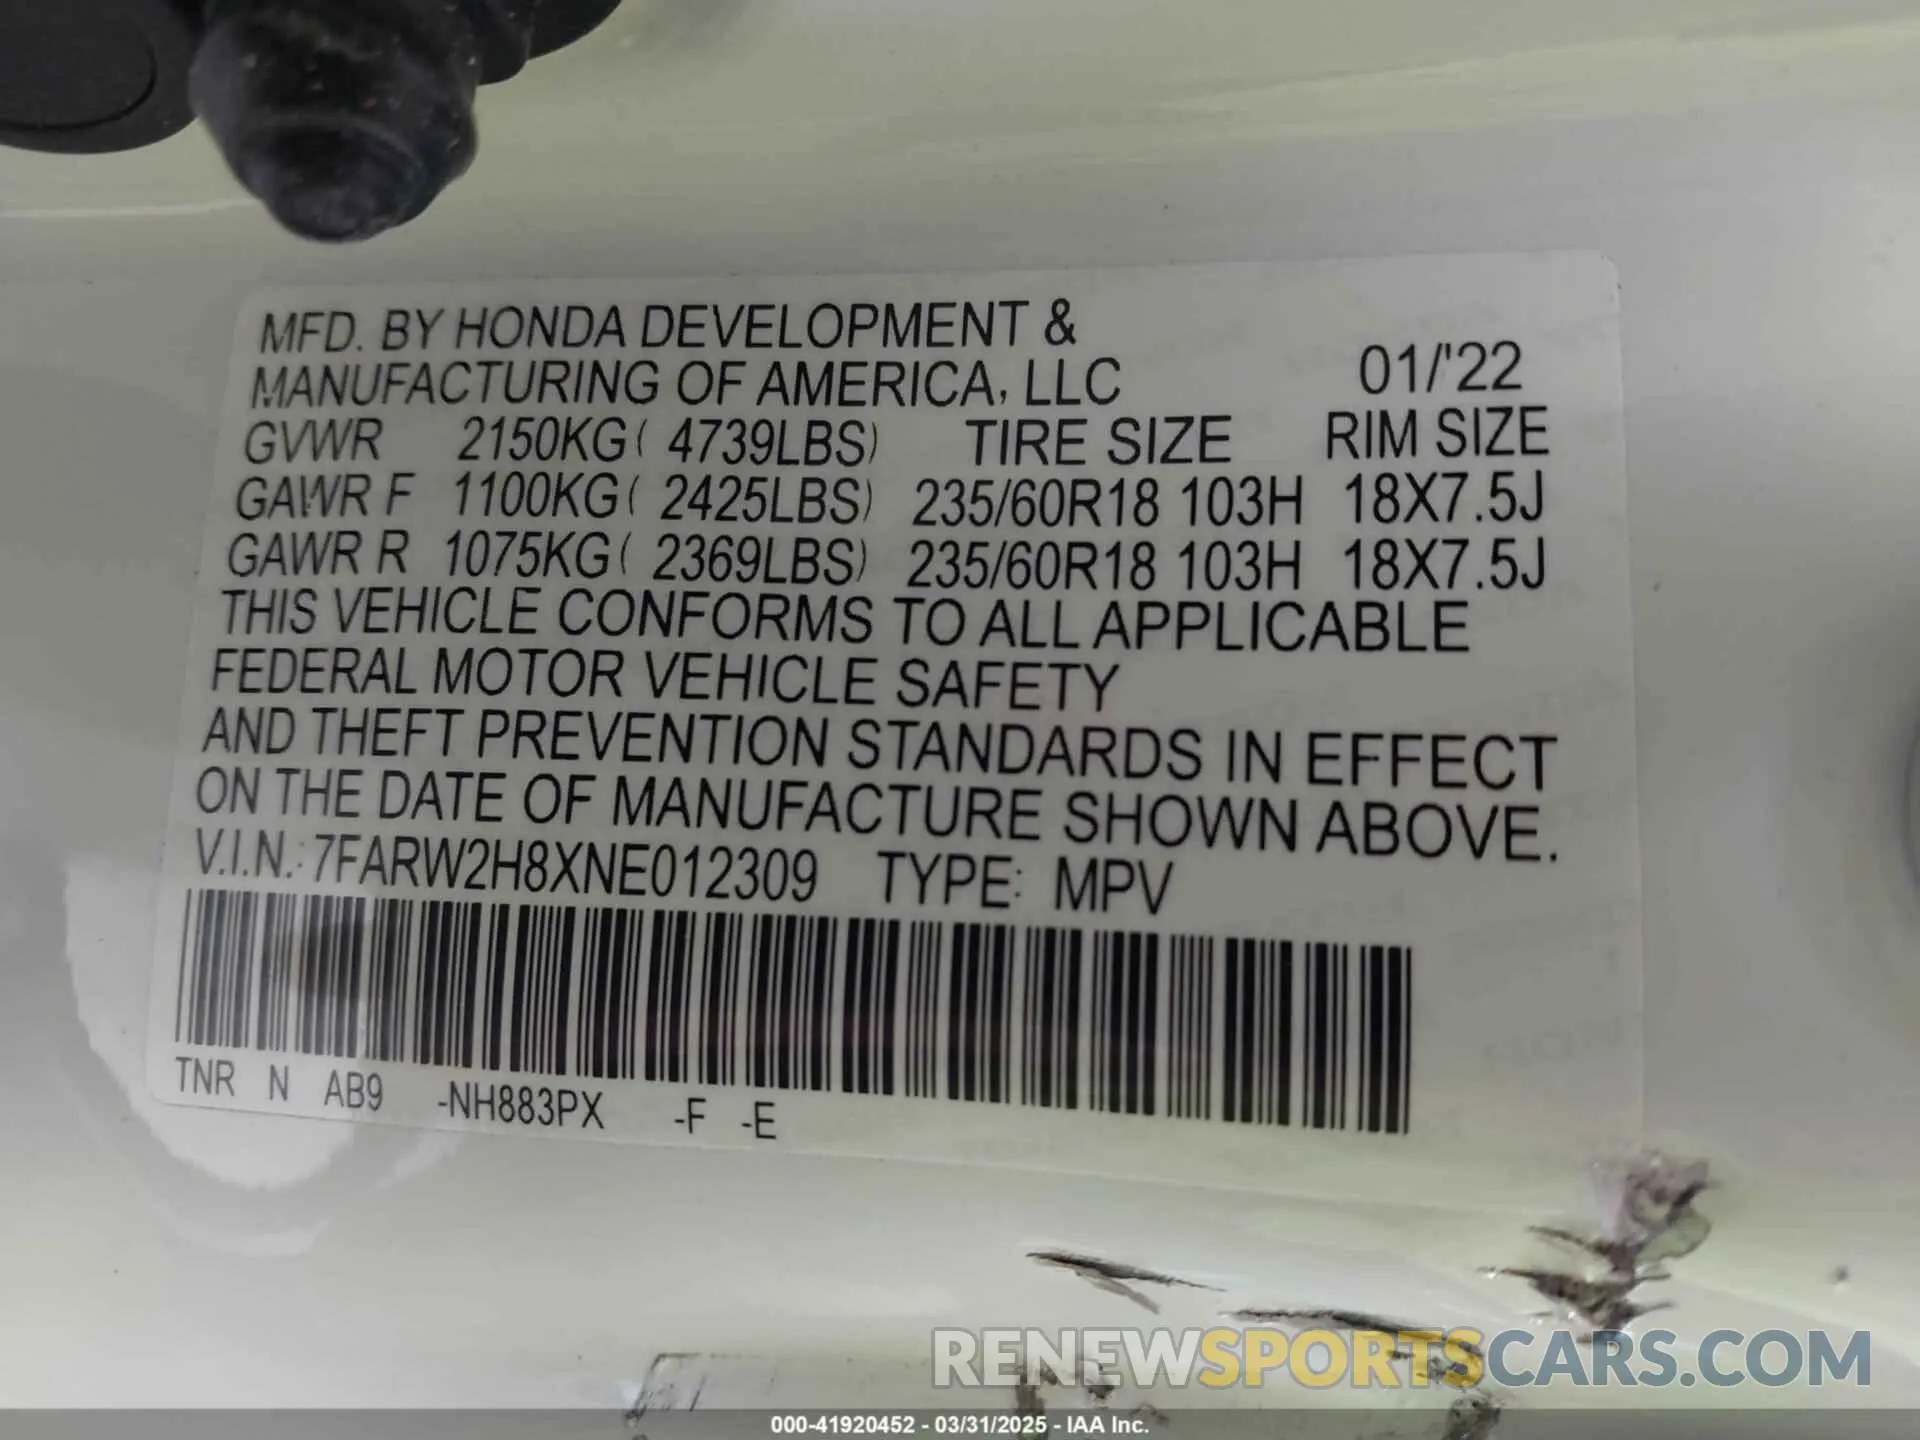 MFD. BY HONDA DEVELOPMENT &
MANUFACTURING OF AMERICA, LLC 01/'22
GVWR 2150KG( 4739LBS) TIRE SIZE RIM SIZE
GAWR F 1100KG( 2425LBS) 235/60R18 103H 18X7.5J
GAWR R 1075KG( 2369LBS) 235/60R18 103H 18X7.5J
THIS VEHICLE CONFORMS TO ALL APPLICABLE
FEDERAL MOTOR VEHICLE SAFETY
AND THEFT PREVENTION STANDARDS IN EFFECT
ON THE DATE OF MANUFACTURE SHOWN ABOVE.
V.I.N.: 7FARW2H8XNE012309 TYPE: MPV
TNR N AB9 -NH883PX -F -E
RENEWSPORTSCARS.COM
000-41920452 - 03/31/2025 - IAA Inc.